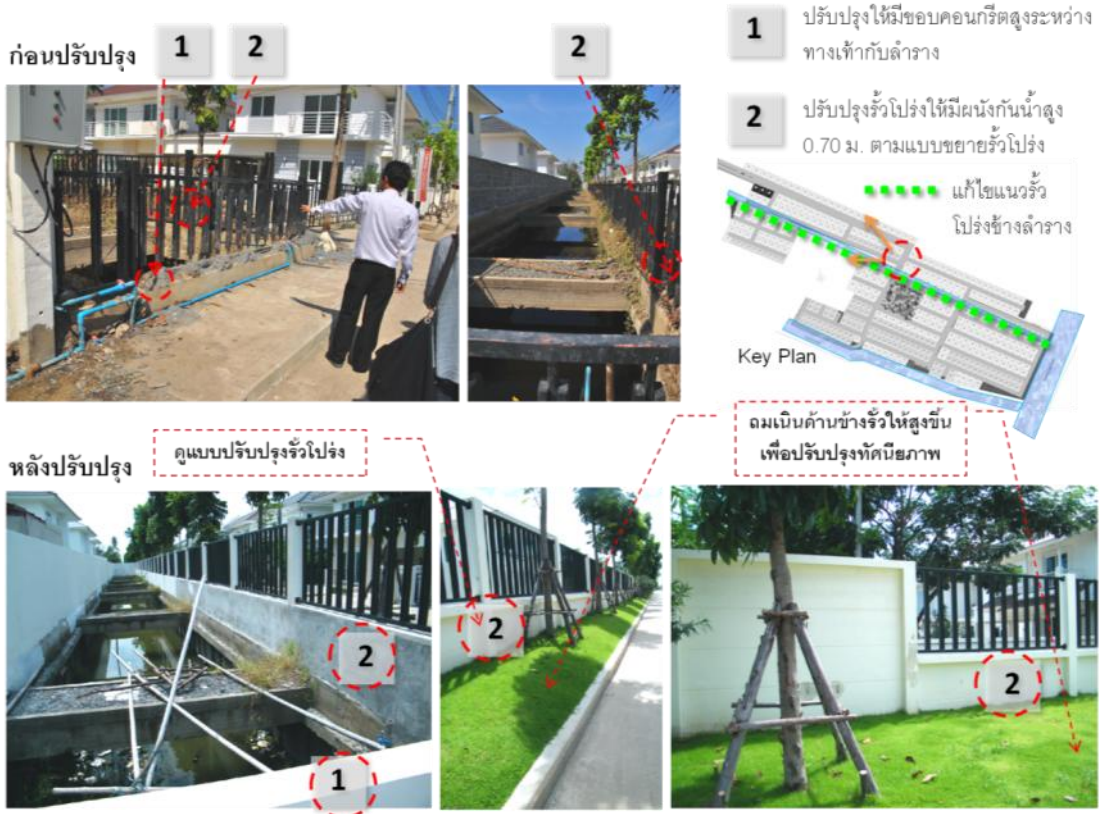 ก่อนปรับปรุง
1
2
2
1
ปรับปรุงให้มีขอบคอนกรีตสูงระหว่าง
ทางเท้ากับลำราง
2
ปรับปรุงรั้วโปร่งให้มีผนังกันน้ำสูง
0.70 ม. ตามแบบขยายรั้วโปร่ง
แก้ไขแนวรั้ว
โปร่งข้างลำราง
Key Plan
หลังปรับปรุง
ดูแบบปรับปรุงรั้วโปร่ง
ถมเนินด้านข้างรั้วให้สูงขึ้น
เพื่อปรับปรุงทัศนียภาพ
2
1
2
2